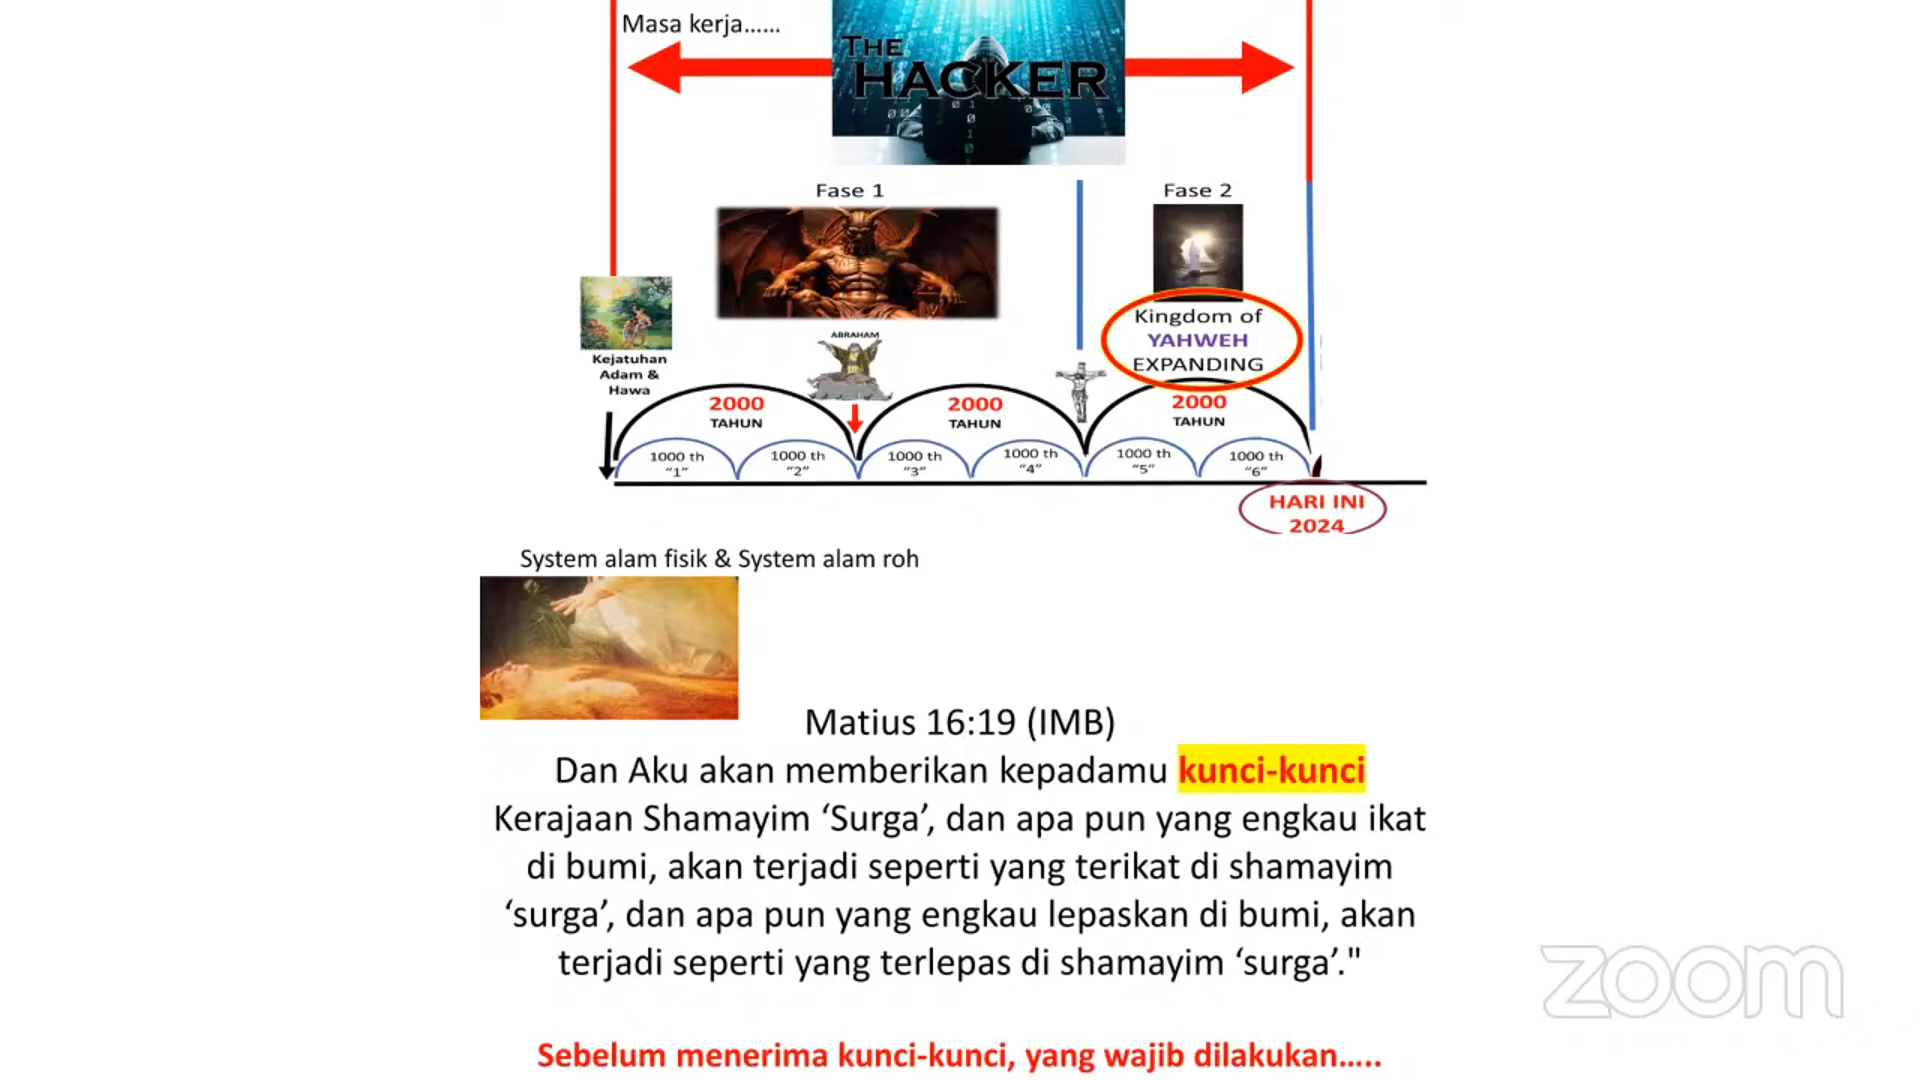 Masa kerja......
THE
HACKER
Fase 1
Fase 2
ABRAHAM
Kingdom of
YAHWEH
EXPANDING
Kejatuhan
Adam &
Hawa
2000
TAHUN
2000
TAHUN
2000
TAHUN
1000 th
“1”
1000 th
“2”
1000 th
“3”
1000 th
“4”
1000 th
“5”
1000 th
“6”
HARI INI
2024
System alam fisik & System alam roh
Matius 16:19 (IMB)
Dan Aku akan memberikan kepadamu kunci-kunci
Kerajaan Shamayim ‘Surga’, dan apa pun yang engkau ikat
di bumi, akan terjadi seperti yang terikat di shamayim
‘surga’, dan apa pun yang engkau lepaskan di bumi, akan
terjadi seperti yang terlepas di shamayim ‘surga’."
Sebelum menerima kunci-kunci, yang wajib dilakukan.....
zoom